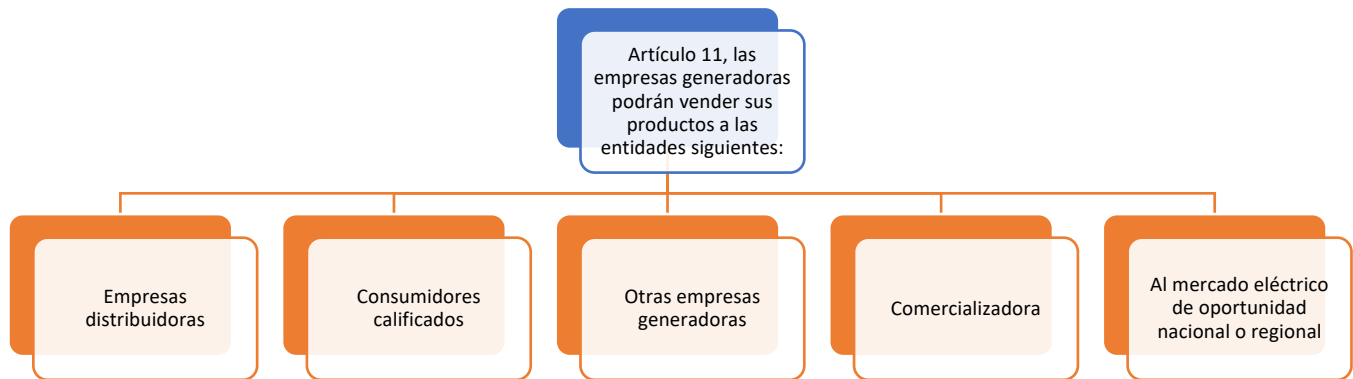 Artículo 11, las
empresas generadoras
podrán vender sus
productos a las
entidades siguientes:
Empresas
distribuidoras
Consumidores
calificados
Otras empresas
generadoras
Comercializadora
Al mercado eléctrico
de oportunidad
nacional o regional